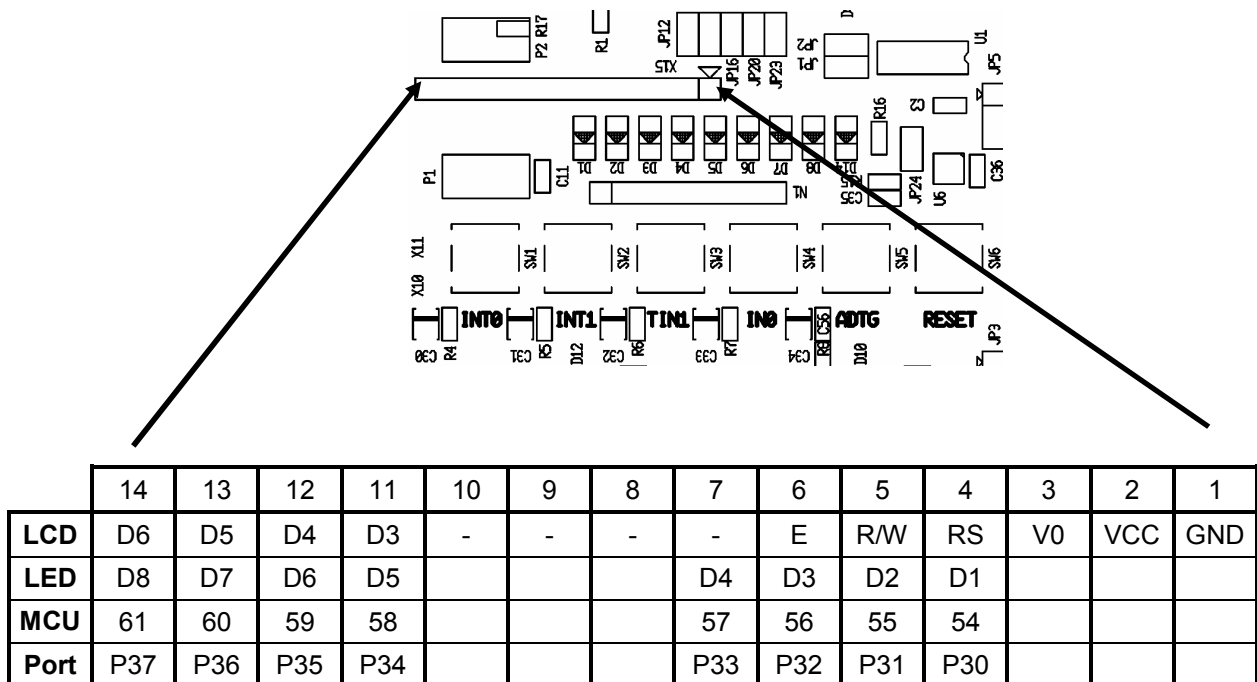 R17
P2
R1
JP12
X15
JP16
JP20
JP23
JP2
JP1
U1
JP5
D1 D2 D3 D4 D5 D6 D7 D8
R16
C3
P1
C11
N1
C35
JP24
U6
C36
X11
X10
SW1 SW2 SW3 SW4 SW5 SW6
INT0 INT1 TIN1 IN0 ADTG RESET
C30 R4 C31 R5 D12 C32 R6 C33 R7 C34 C56 D10 JP3
14 13 12 11 10 9 8 7 6 5 4 3 2 1
LCD D6 D5 D4 D3 - - - - E R/W RS V0 VCC GND
LED D8 D7 D6 D5 D4 D3 D2 D1
MCU 61 60 59 58 57 56 55 54
Port P37 P36 P35 P34 P33 P32 P31 P30